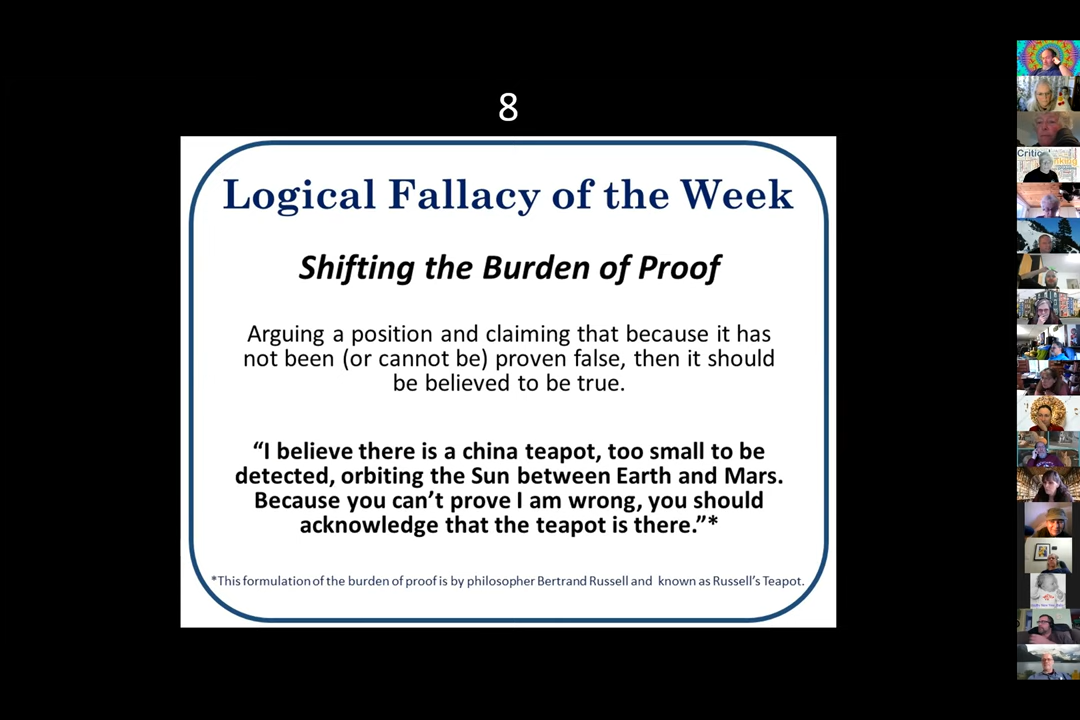 8
Logical Fallacy of the Week
Shifting the Burden of Proof
Arguing a position and claiming that because it has
not been (or cannot be) proven false, then it should
be believed to be true.
“I believe there is a china teapot, too small to be
detected, orbiting the Sun between Earth and Mars.
Because you can’t prove I am wrong, you should
acknowledge that the teapot is there.”*
*This formulation of the burden of proof is by philosopher Bertrand Russell and known as Russell’s Teapot.